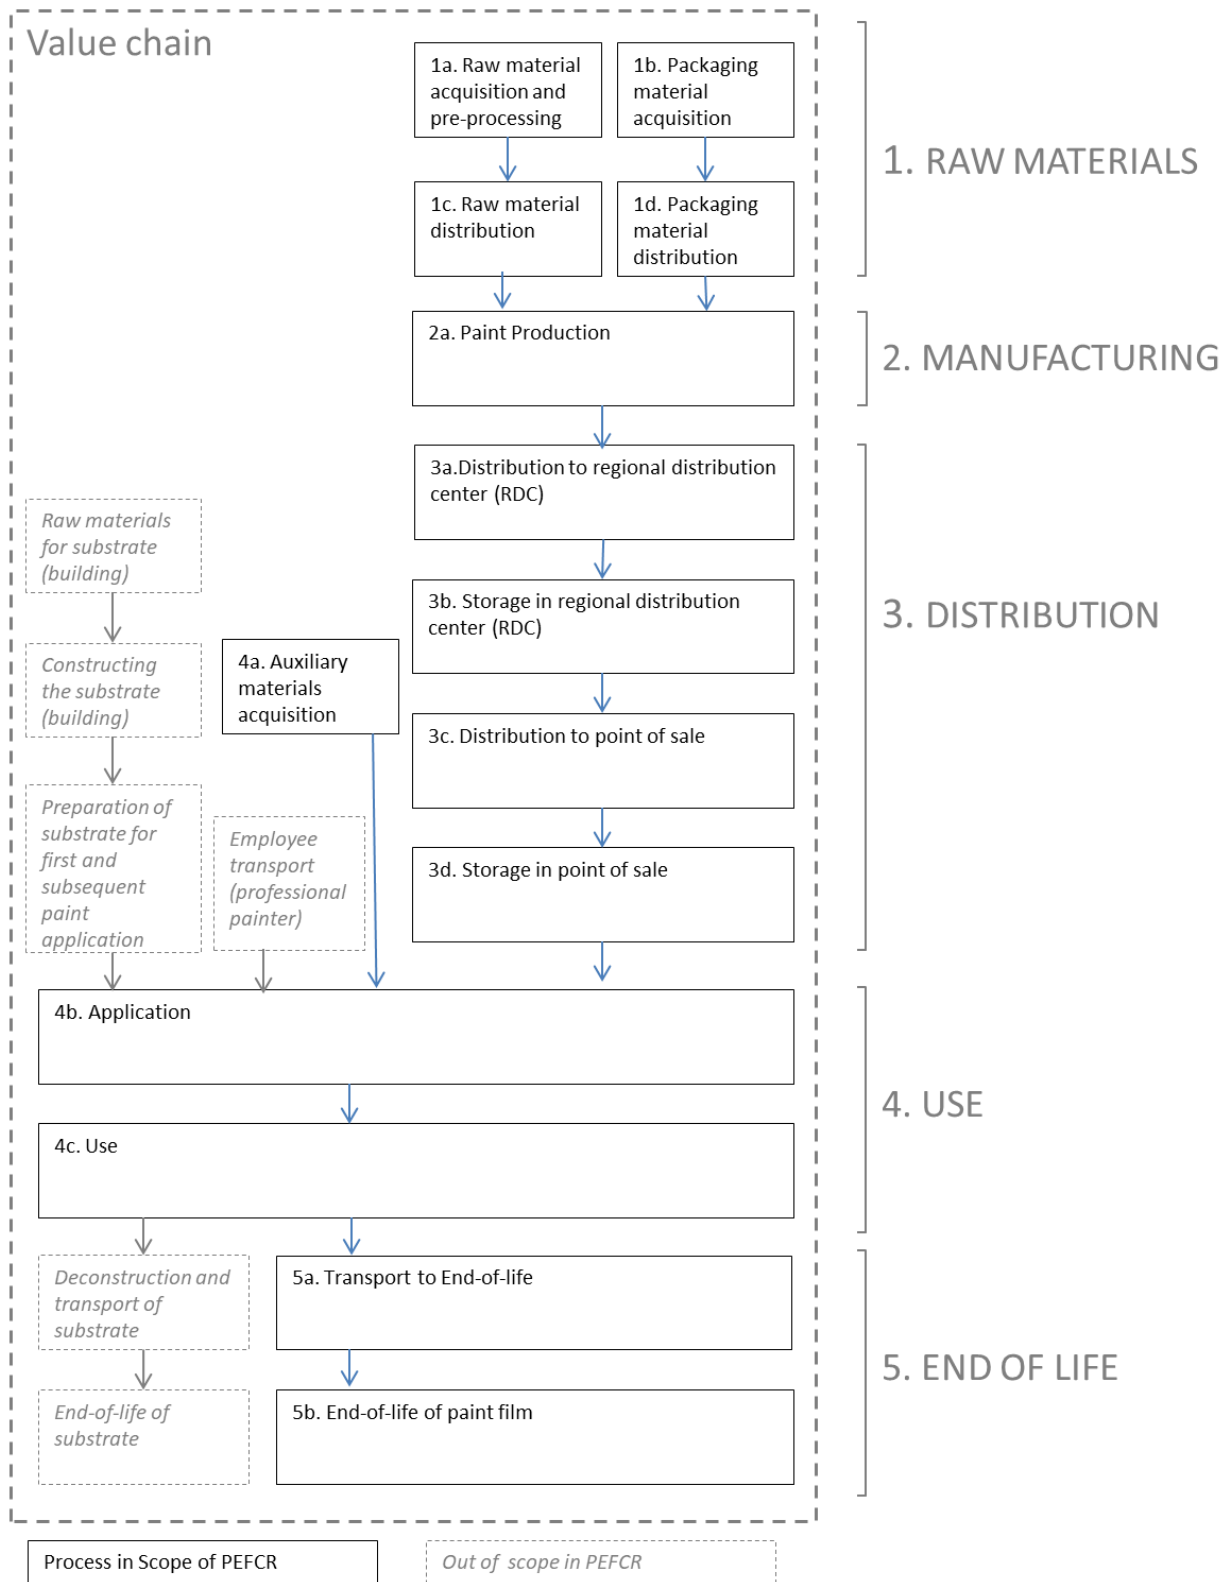 Value chain
1a. Raw material
acquisition and
pre-processing
1b. Packaging
material
acquisition
1. RAW MATERIALS
1c. Raw material
distribution
1d. Packaging
material
distribution
2a. Paint Production
2. MANUFACTURING
3a.Distribution to regional distribution
center (RDC)
Raw materials
for substrate
(building)
3b. Storage in regional distribution
center (RDC)
3. DISTRIBUTION
Constructing
the substrate
(building)
4a. Auxiliary
materials
acquisition
3c. Distribution to point of sale
Preparation of
substrate for
first and
subsequent
paint
application
Employee
transport
(professional
painter)
3d. Storage in point of sale
4b. Application
4. USE
4c. Use
Deconstruction and
transport of
substrate
5a. Transport to End-of-life
5. END OF LIFE
End-of-life of
substrate
5b. End-of-life of paint film
Process in Scope of PEFCR
Out of scope in PEFCR